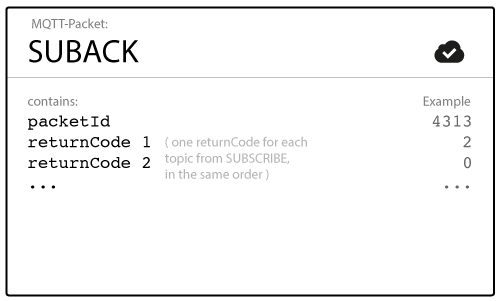 MQTT-Packet:
SUBACK
contains: Example
packetId 4313
returnCode 1 ( one returnCode for each 2
returnCode 2 topic from SUBSCRIBE, 0
in the same order )
... ...